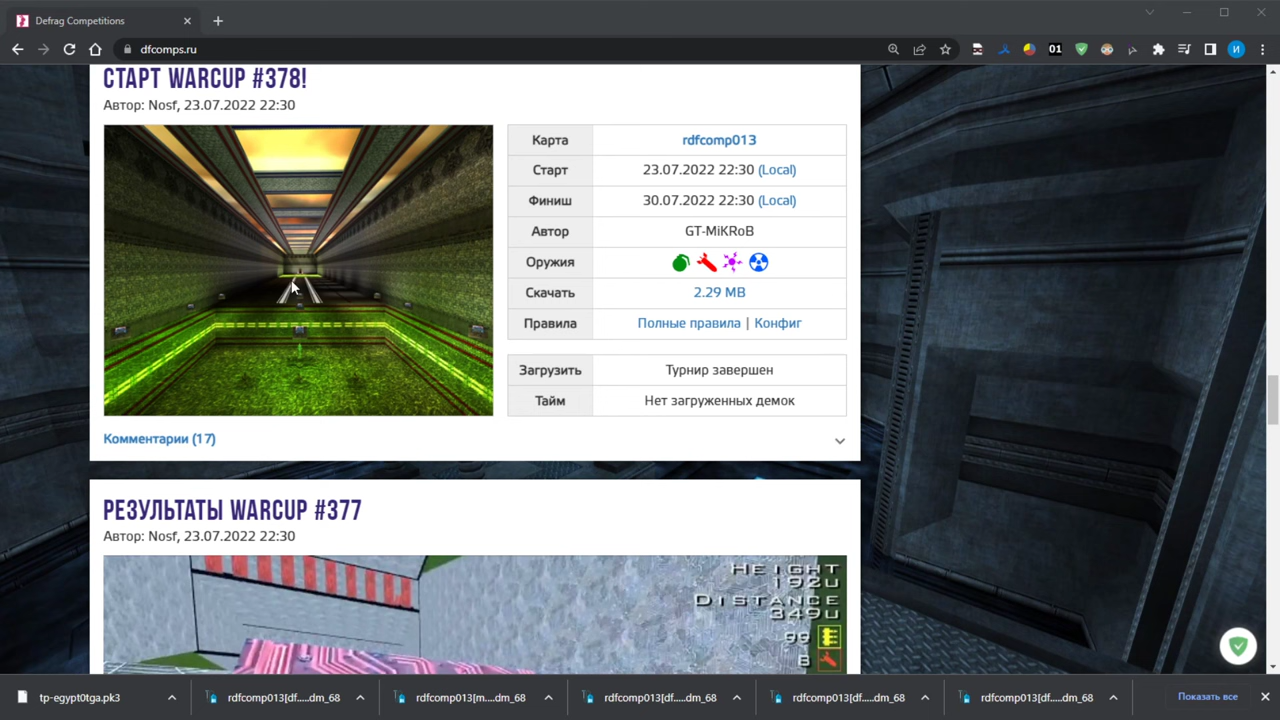 Defrag Competitions
dfcomps.ru
01
И
СТАРТ WARCUP #378!
Автор: Nosf, 23.07.2022 22:30
Карта rdfcomp013
Старт 23.07.2022 22:30 (Local)
Финиш 30.07.2022 22:30 (Local)
Автор GT-MiKRoB
Оружия
Скачать 2.29 MB
Правила Полные правила | Конфиг
Загрузить Турнир завершен
Тайм Нет загруженных демок
Комментарии (17)
РЕЗУЛЬТАТЫ WARCUP #377
Автор: Nosf, 23.07.2022 22:30
Height
192u
Distance
349u
99
8
tp-egypt0tga.pk3 rdfcomp013[df.....dm_68 rdfcomp013[m....dm_68 rdfcomp013[df.....dm_68 rdfcomp013[df.....dm_68 rdfcomp013[df.....dm_68 Показать все